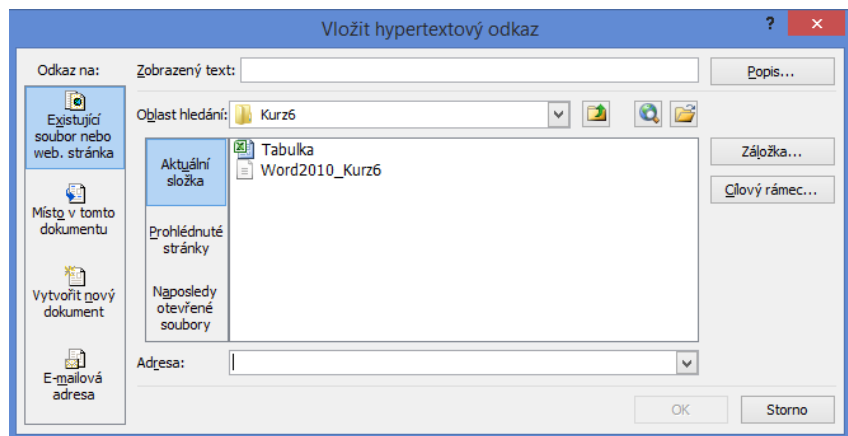 Vložit hypertextový odkaz
?
×
Odkaz na:
Zobrazený text:
Popis...
Existující
soubor nebo
web. stránka
Místo v tomto
dokumentu
Vytvořit nový
dokument
E-mailová
adresa
Oblast hledání:
Kurz6
Aktuální
složka
Prohlédnuté
stránky
Naposledy
otevřené
soubory
Tabulka
Word2010_Kurz6
Záložka...
Cílový rámec...
Adresa:
OK
Storno